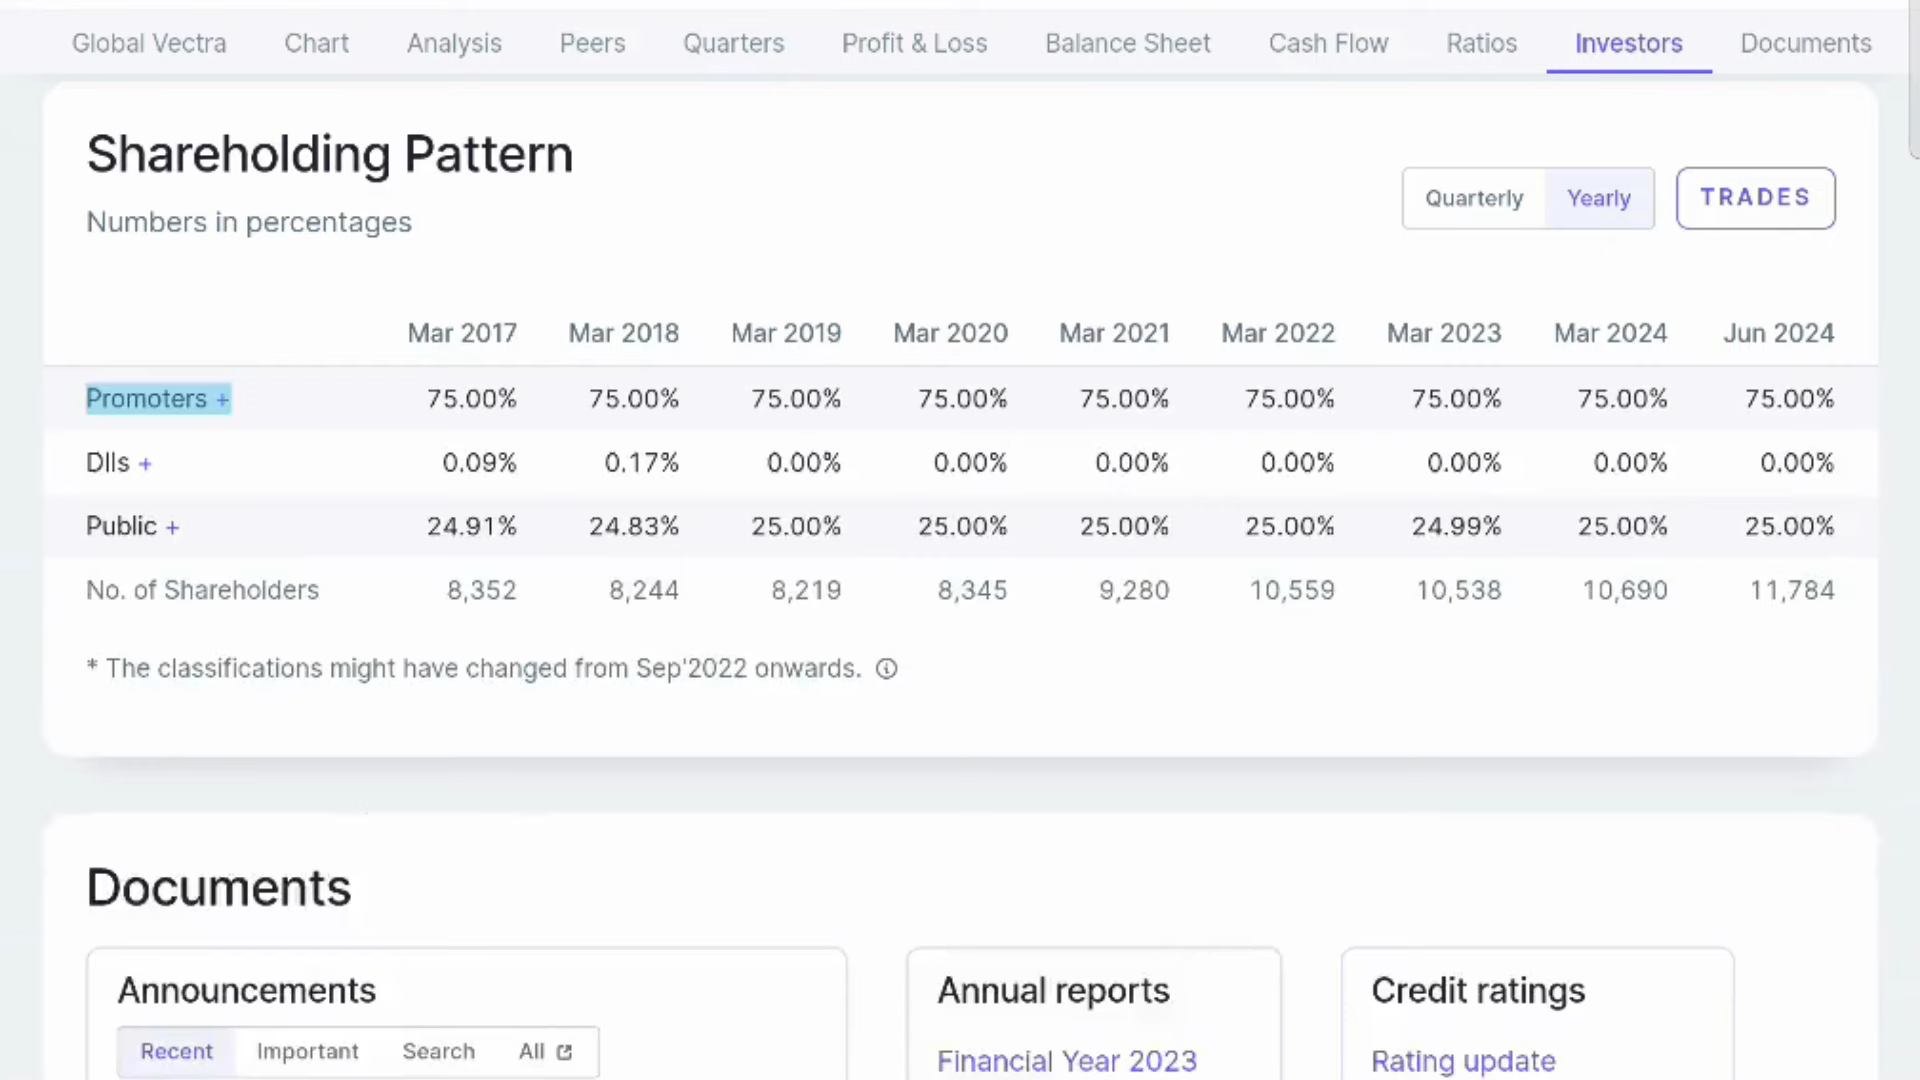 Global Vectra Chart Analysis Peers Quarters Profit & Loss Balance Sheet Cash Flow Ratios Investors Documents
Shareholding Pattern
Numbers in percentages
Quarterly Yearly TRADES
Mar 2017 Mar 2018 Mar 2019 Mar 2020 Mar 2021 Mar 2022 Mar 2023 Mar 2024 Jun 2024
Promoters + 75.00% 75.00% 75.00% 75.00% 75.00% 75.00% 75.00% 75.00% 75.00%
DIIs + 0.09% 0.17% 0.00% 0.00% 0.00% 0.00% 0.00% 0.00% 0.00%
Public + 24.91% 24.83% 25.00% 25.00% 25.00% 25.00% 24.99% 25.00% 25.00%
No. of Shareholders 8,352 8,244 8,219 8,345 9,280 10,559 10,538 10,690 11,784
* The classifications might have changed from Sep'2022 onwards.
Documents
Announcements
Recent Important Search All
Annual reports
Financial Year 2023
Credit ratings
Rating update